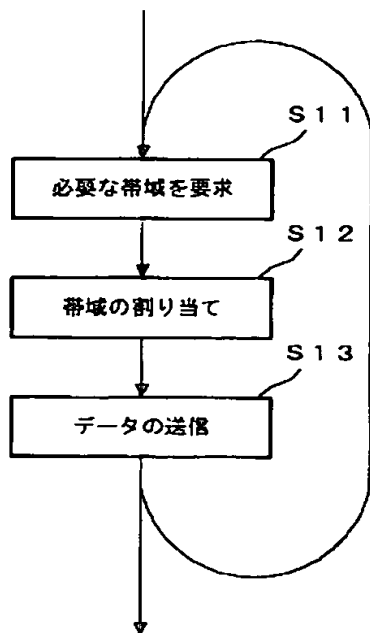 S11
必要な帯域を要求
S12
帯域の割り当て
S13
データの送信